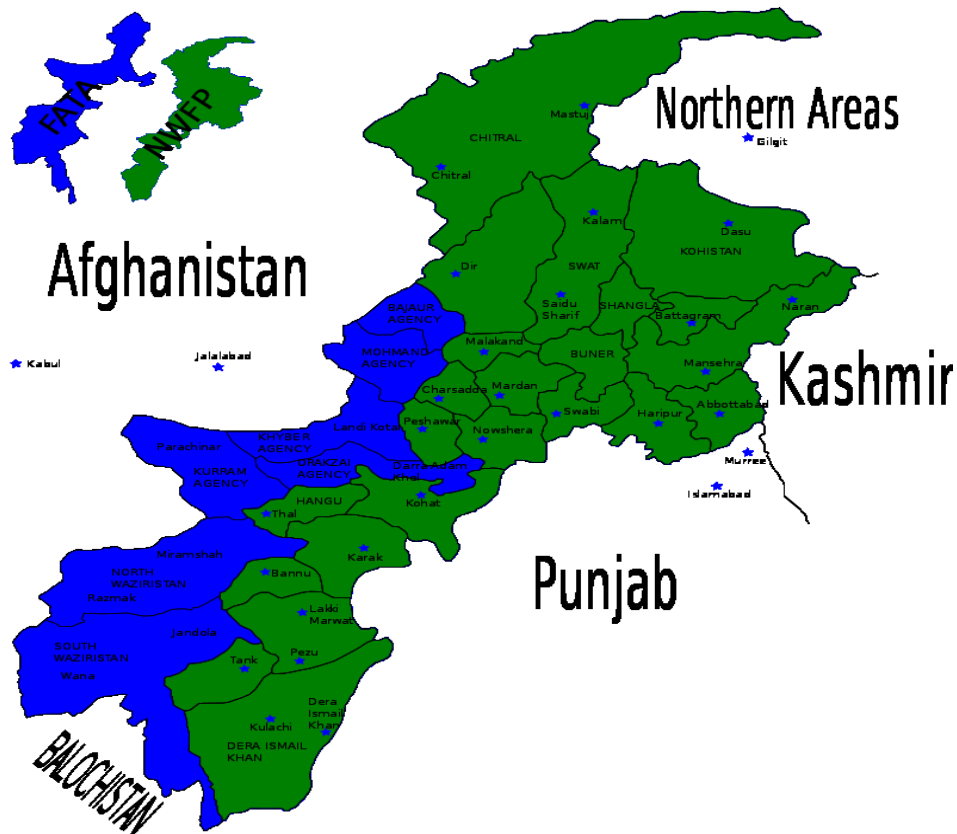 FATA
NWFP
Northern Areas
Gilgit
Mastuj
CHITRAL
Chitral
Kalam
Dasu
KOHISTAN
Afghanistan
Dir
SWAT
Saidu
Sharif
SHANGLA
Naran
Battagram
BAJAUR
AGENCY
Malakand
MOHMAND
AGENCY
BUNER
Kabul
Jalalabad
Mansehra
Kashmir
Charsadda
Mardan
Swabi
Haripur
Abbottabad
Peshawar
Landi Kotal
Nowshera
KHYBER
AGENCY
Parachinar
Murree
ORAKZAI
AGENCY
Darra Adam
Khel
KURRAM
AGENCY
Islamabad
HANGU
Thal
Kohat
Miramshah
Karak
NORTH
WAZIRISTAN
Razmak
Bannu
Punjab
Lakki
Marwat
Jandola
SOUTH
WAZIRISTAN
Wana
Tank
Pezu
Dera
Ismail
Khan
Kulachi
DERA ISMAIL
KHAN
BALOCHISTAN